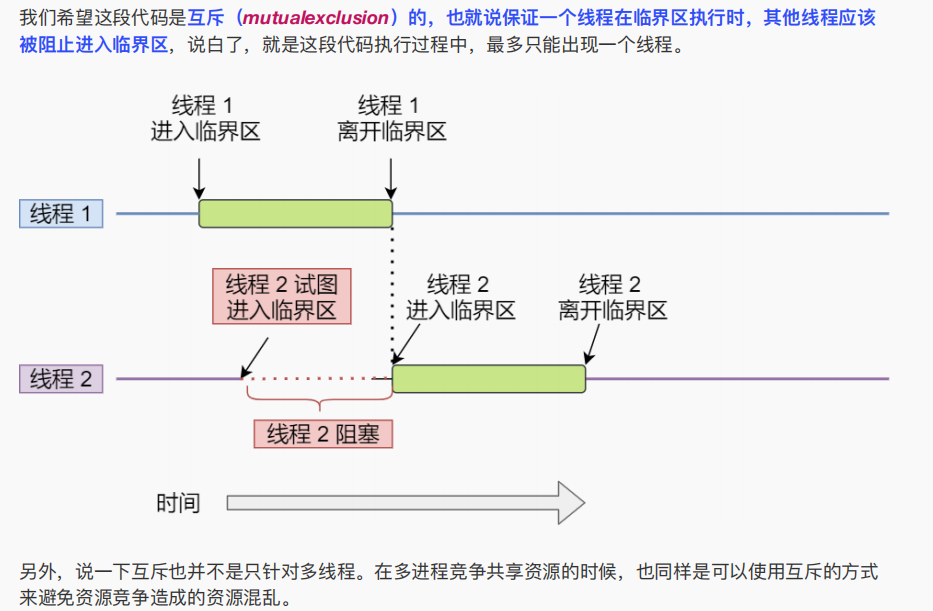 我们希望这段代码是互斥（mutualexclusion）的，也就说保证一个线程在临界区执行时，其他线程应该
被阻止进入临界区，说白了，就是这段代码执行过程中，最多只能出现一个线程。
线程 1
进入临界区
线程 1
离开临界区
线程 1
线程 2 试图
进入临界区
线程 2
进入临界区
线程 2
离开临界区
线程 2
线程 2 阻塞
时间
另外，说一下互斥也并不是只针对多线程。在多进程竞争共享资源的时候，也同样是可以使用互斥的方式
来避免资源竞争造成的资源混乱。